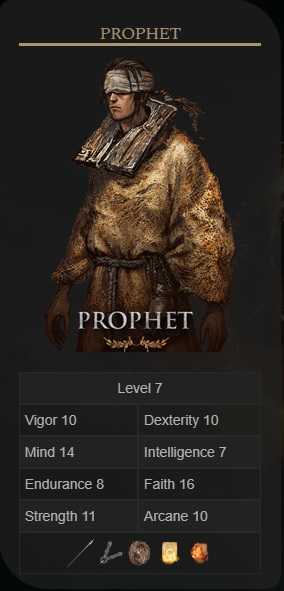 PROPHET
PROPHET
Level 7
Vigor 10 Dexterity 10
Mind 14 Intelligence 7
Endurance 8 Faith 16
Strength 11 Arcane 10